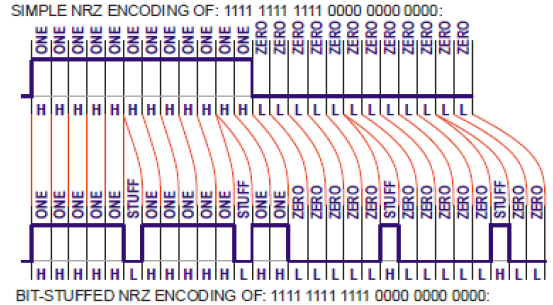 SIMPLE NRZ ENCODING OF: 1111 1111 1111 0000 0000 0000:
ONE ONE ONE ONE ONE ONE ONE ONE ONE ONE ONE ONE ZERO ZERO ZERO ZERO ZERO ZERO ZERO ZERO ZERO ZERO ZERO ZERO
H H H H H H H H H H H H L L L L L L L L L L L L
ONE ONE ONE ONE ONE STUFF ONE ONE ONE ONE ONE STUFF ONE ONE ZERO ZERO ZERO ZERO ZERO STUFF ZERO ZERO ZERO ZERO ZERO STUFF ZERO ZERO
H H H H H L H H H H H L H H L L L L L H L L L L L H L L
BIT-STUFFED NRZ ENCODING OF: 1111 1111 1111 0000 0000 0000: